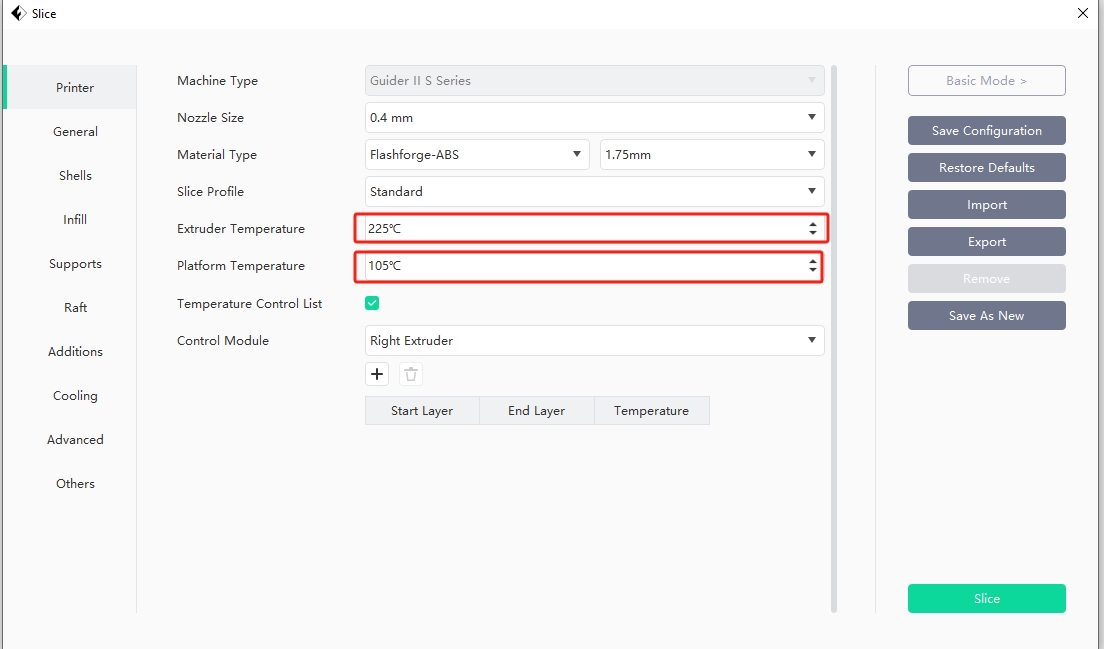 Slice
Printer
General
Shells
Infill
Supports
Raft
Additions
Cooling
Advanced
Others
Machine Type Guider II S Series
Nozzle Size 0.4 mm
Material Type Flashforge-ABS 1.75mm
Slice Profile Standard
Extruder Temperature 225℃
Platform Temperature 105℃
Temperature Control List
Control Module Right Extruder
Start Layer End Layer Temperature
Basic Mode >
Save Configuration
Restore Defaults
Import
Export
Remove
Save As New
Slice